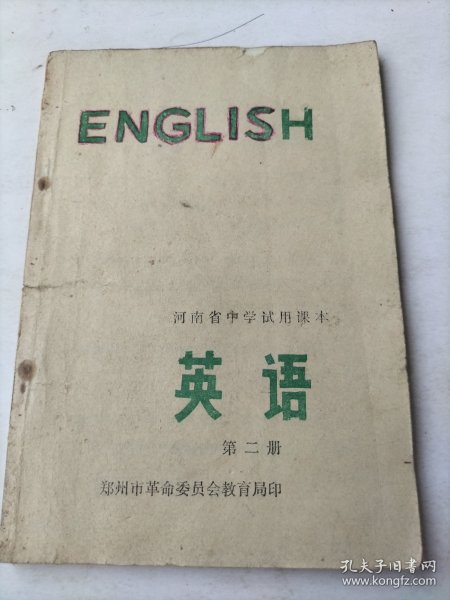 ENGLISH
河南省中学试用课本
英语
第二册
郑州市革命委员会教育局印
孔夫子旧书网
www.kongfz.com